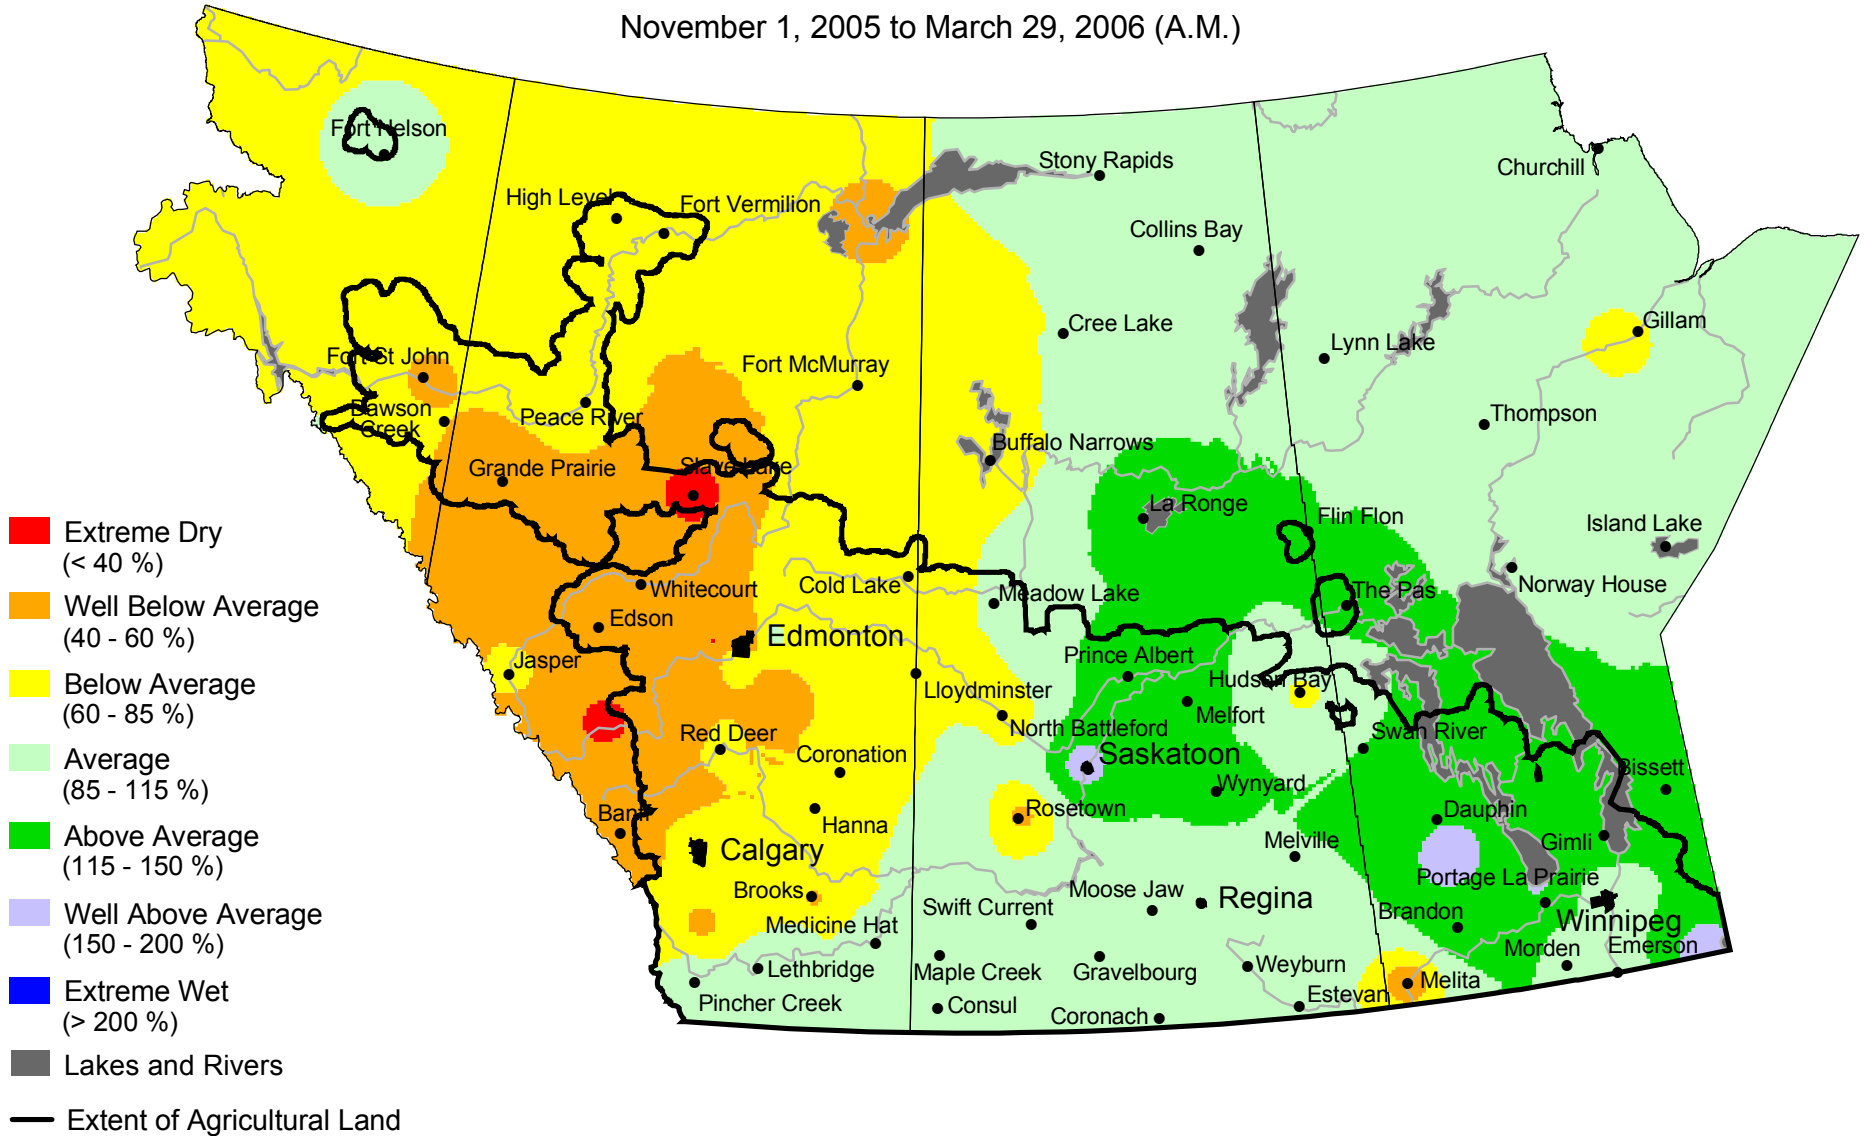 November 1, 2005 to March 29, 2006 (A.M.)
Fort Nelson
Stony Rapids
Churchill
High Level
Fort Vermilion
Collins Bay
Cree Lake
Gillam
Lynn Lake
Fort St John
Fort McMurray
Dawson
Creek
Peace River
Thompson
Buffalo Narrows
Grande Prairie
Slave Lake
La Ronge
Flin Flon
Island Lake
Whitecourt
Cold Lake
Meadow Lake
The Pas
Norway House
Edson
Edmonton
Jasper
Prince Albert
Hudson Bay
Lloydminster
North Battleford
Melfort
Red Deer
Swan River
Coronation
Saskatoon
Bissett
Wynyard
Banff
Hanna
Rosetown
Dauphin
Calgary
Melville
Gimli
Brooks
Moose Jaw
Regina
Portage La Prairie
Swift Current
Brandon
Winnipeg
Medicine Hat
Morden
Emerson
Lethbridge
Maple Creek
Gravelbourg
Weyburn
Melita
Pincher Creek
Consul
Coronach
Estevan
Extreme Dry
(< 40 %)
Well Below Average
(40 - 60 %)
Below Average
(60 - 85 %)
Average
(85 - 115 %)
Above Average
(115 - 150 %)
Well Above Average
(150 - 200 %)
Extreme Wet
(> 200 %)
Lakes and Rivers
Extent of Agricultural Land